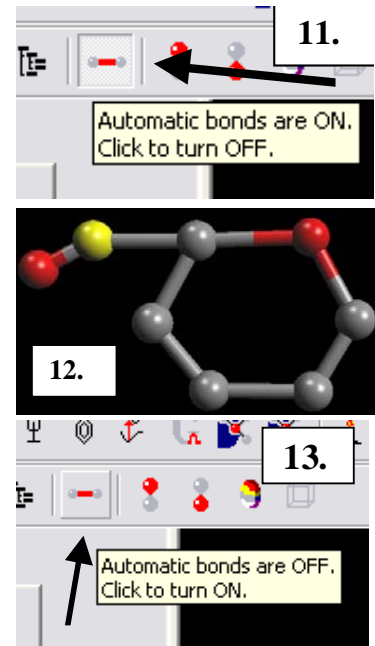 11.
Automatic bonds are ON.
Click to turn OFF.
12.
13.
Automatic bonds are OFF.
Click to turn ON.